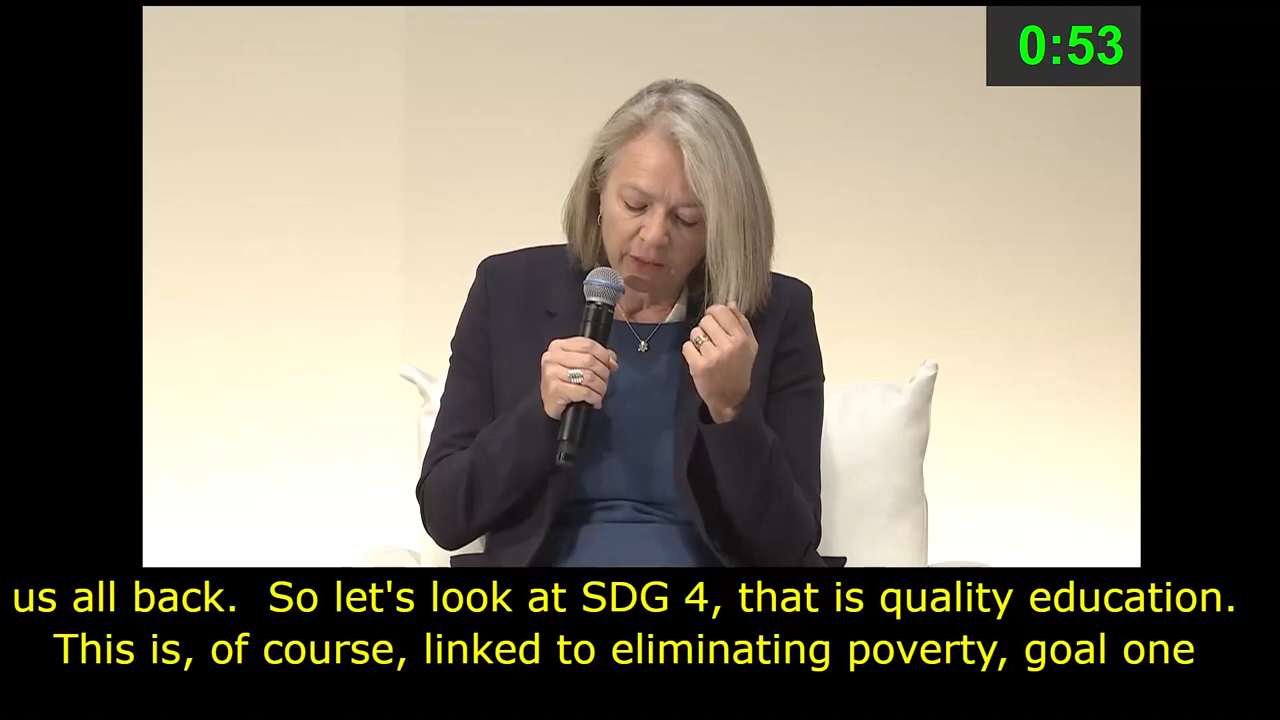 0:53
us all back.  So let's look at SDG 4, that is quality education.
This is, of course, linked to eliminating poverty, goal one